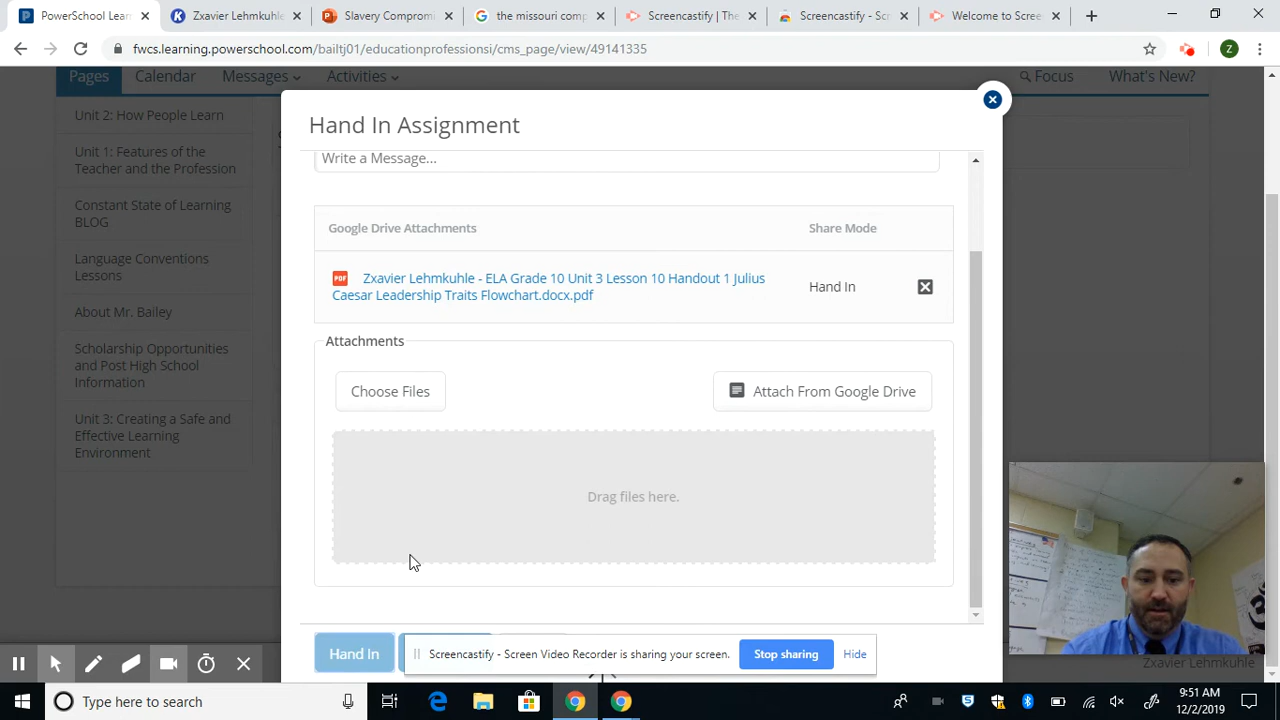 PowerSchool Lea
Zxavier Lehmkuhle
Slavery Compromi
the missouri comp
Screencastify | The
Screencastify - Scr
Welcome to Scree
fwcs.learning.powerschool.com/bailtj01/educationprofessionsi/cms_page/view/49141335
Z
Pages
Calendar
Messages
Activities
Focus
What's New?
Unit 2: How People Learn
Unit 1: Features of the
Teacher and the Profession
Constant State of Learning
BLOG
Language Conventions
Lessons
About Mr. Bailey
Scholarship Opportunities
and Post High School
Information
Unit 3: Creating a Safe and
Effective Learning
Environment
Hand In Assignment
Write a Message...
Google Drive Attachments
Share Mode
PDF
Zxavier Lehmkuhle - ELA Grade 10 Unit 3 Lesson 10 Handout 1 Julius
Caesar Leadership Traits Flowchart.docx.pdf
Hand In
Attachments
Choose Files
Attach From Google Drive
Drag files here.
Hand In
Screencastify - Screen Video Recorder is sharing your screen.
Stop sharing
Hide
Zxavier Lehmkuhle
Type here to search
9:51 AM
12/2/2019